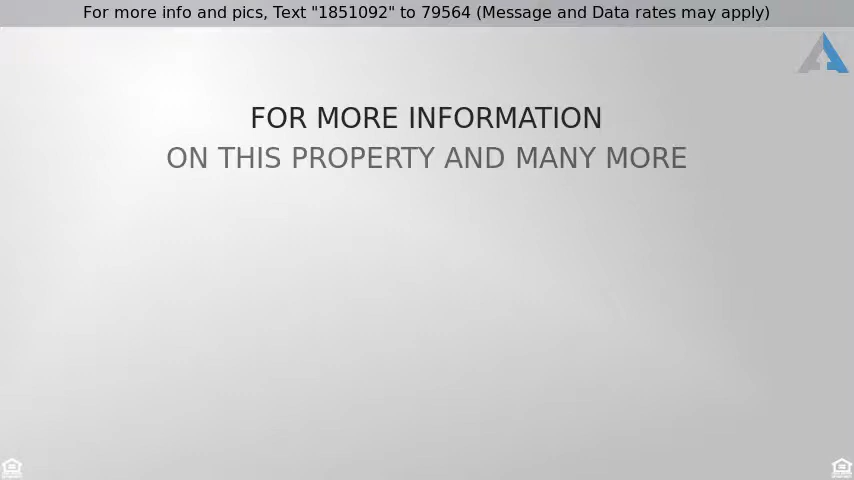 For more info and pics, Text "1851092" to 79564 (Message and Data rates may apply)
FOR MORE INFORMATION
ON THIS PROPERTY AND MANY MORE